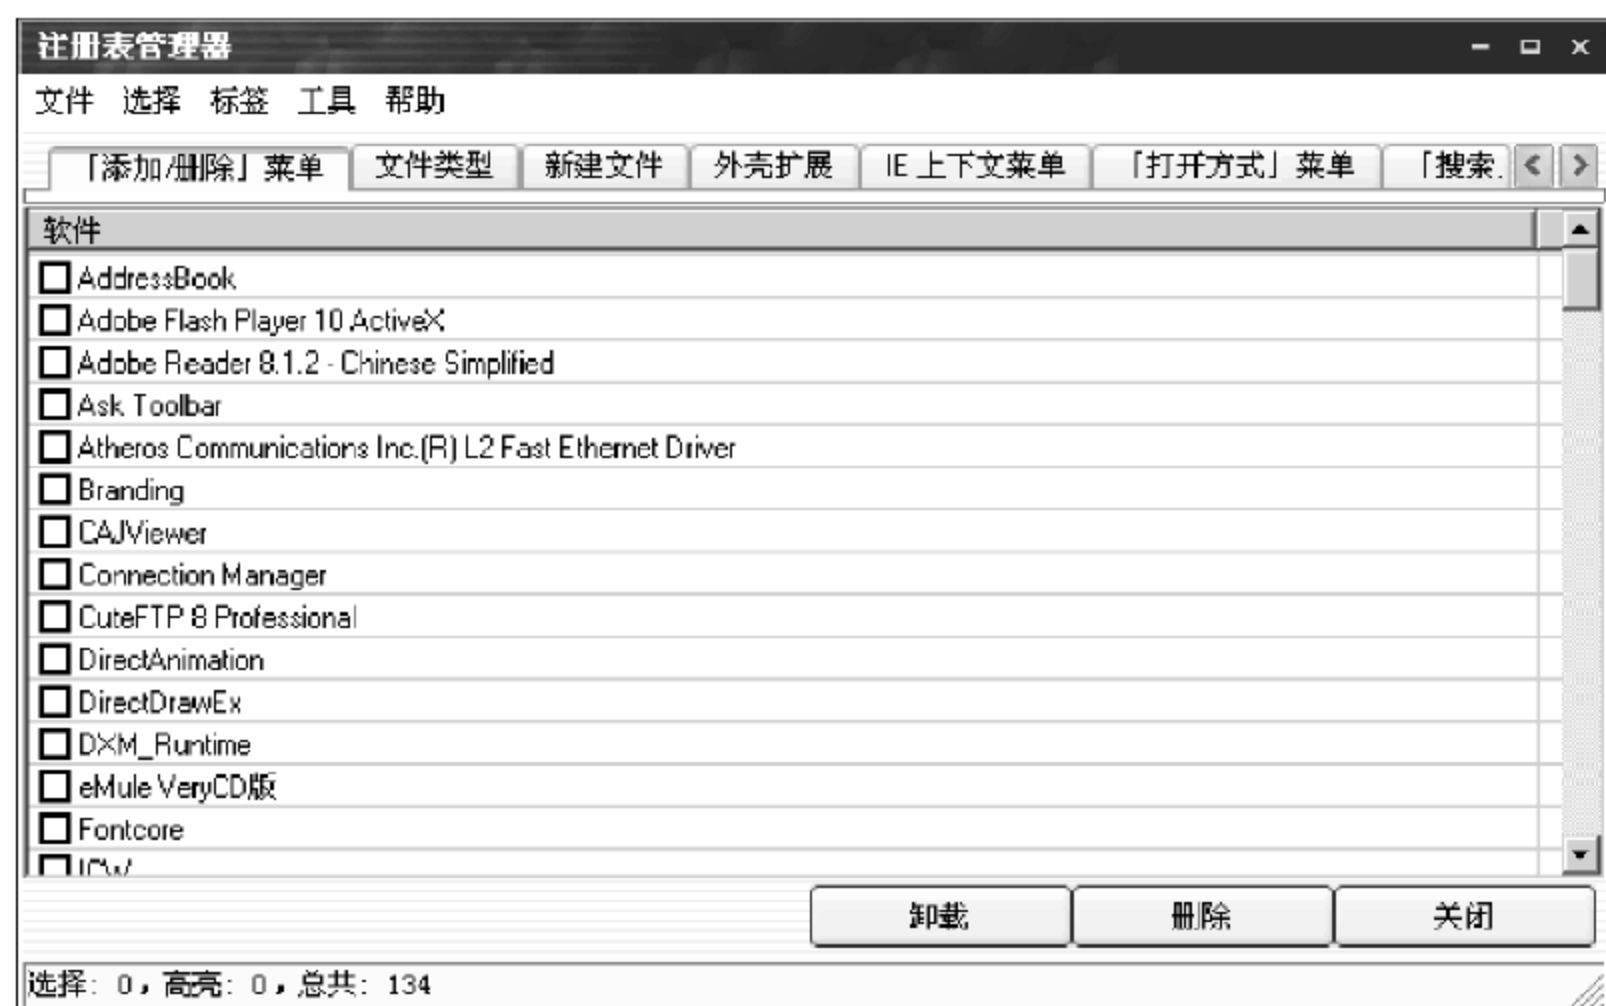 注册表管理器
文件 选择 标签 工具 帮助
「添加/删除」菜单 文件类型 新建文件 外壳扩展 IE 上下文菜单 「打开方式」菜单 「搜索.
软件
AddressBook
Adobe Flash Player 10 ActiveX
Adobe Reader 8.1.2 - Chinese Simplified
Ask Toolbar
Atheros Communications Inc.(R) L2 Fast Ethernet Driver
Branding
CAJViewer
Connection Manager
CuteFTP 8 Professional
DirectAnimation
DirectDrawEx
DXM_Runtime
eMule VeryCD版
Fontcore
ICW
卸载 删除 关闭
选择: 0, 高亮: 0, 总共: 134